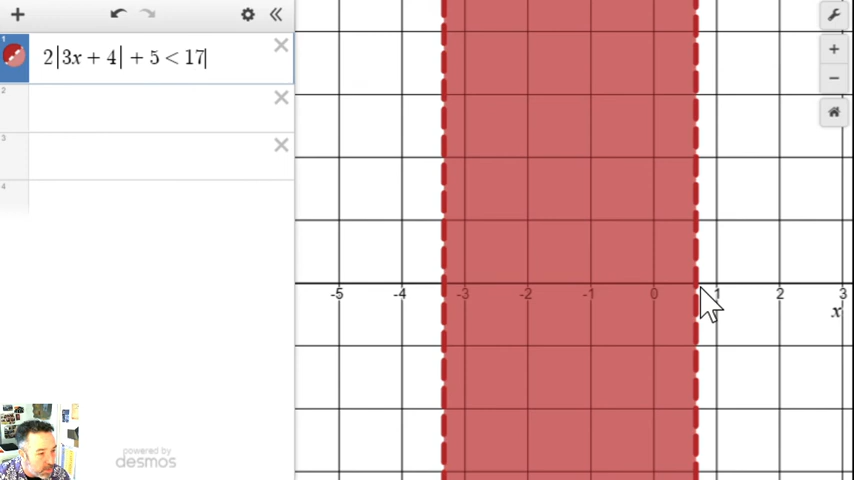 1
2|3x + 4| + 5 < 17
2
3
4
-5 -4 -3 -2 -1 0 1 2 3
x
powered by
desmos